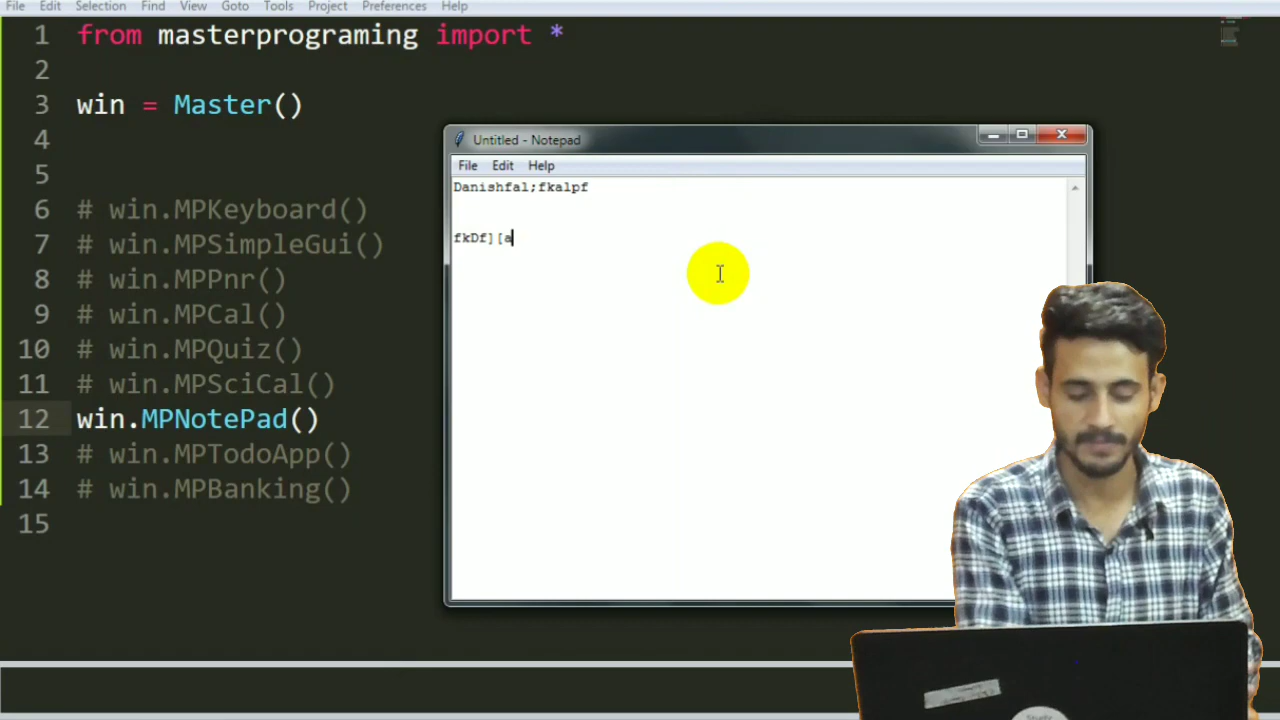 File Edit Selection Find View Goto Tools Project Preferences Help
1 from masterprograming import *
2
3 win = Master()
4
5
6 # win.MPKeyboard()
7 # win.MPSimpleGui()
8 # win.MPPnr()
9 # win.MPCal()
10 # win.MPQuiz()
11 # win.MPSciCal()
12 win.MPNotePad()
13 # win.MPTodoApp()
14 # win.MPBanking()
15
Untitled - Notepad
File Edit Help
Danishfal;fkalpf
fkDf][a
Study